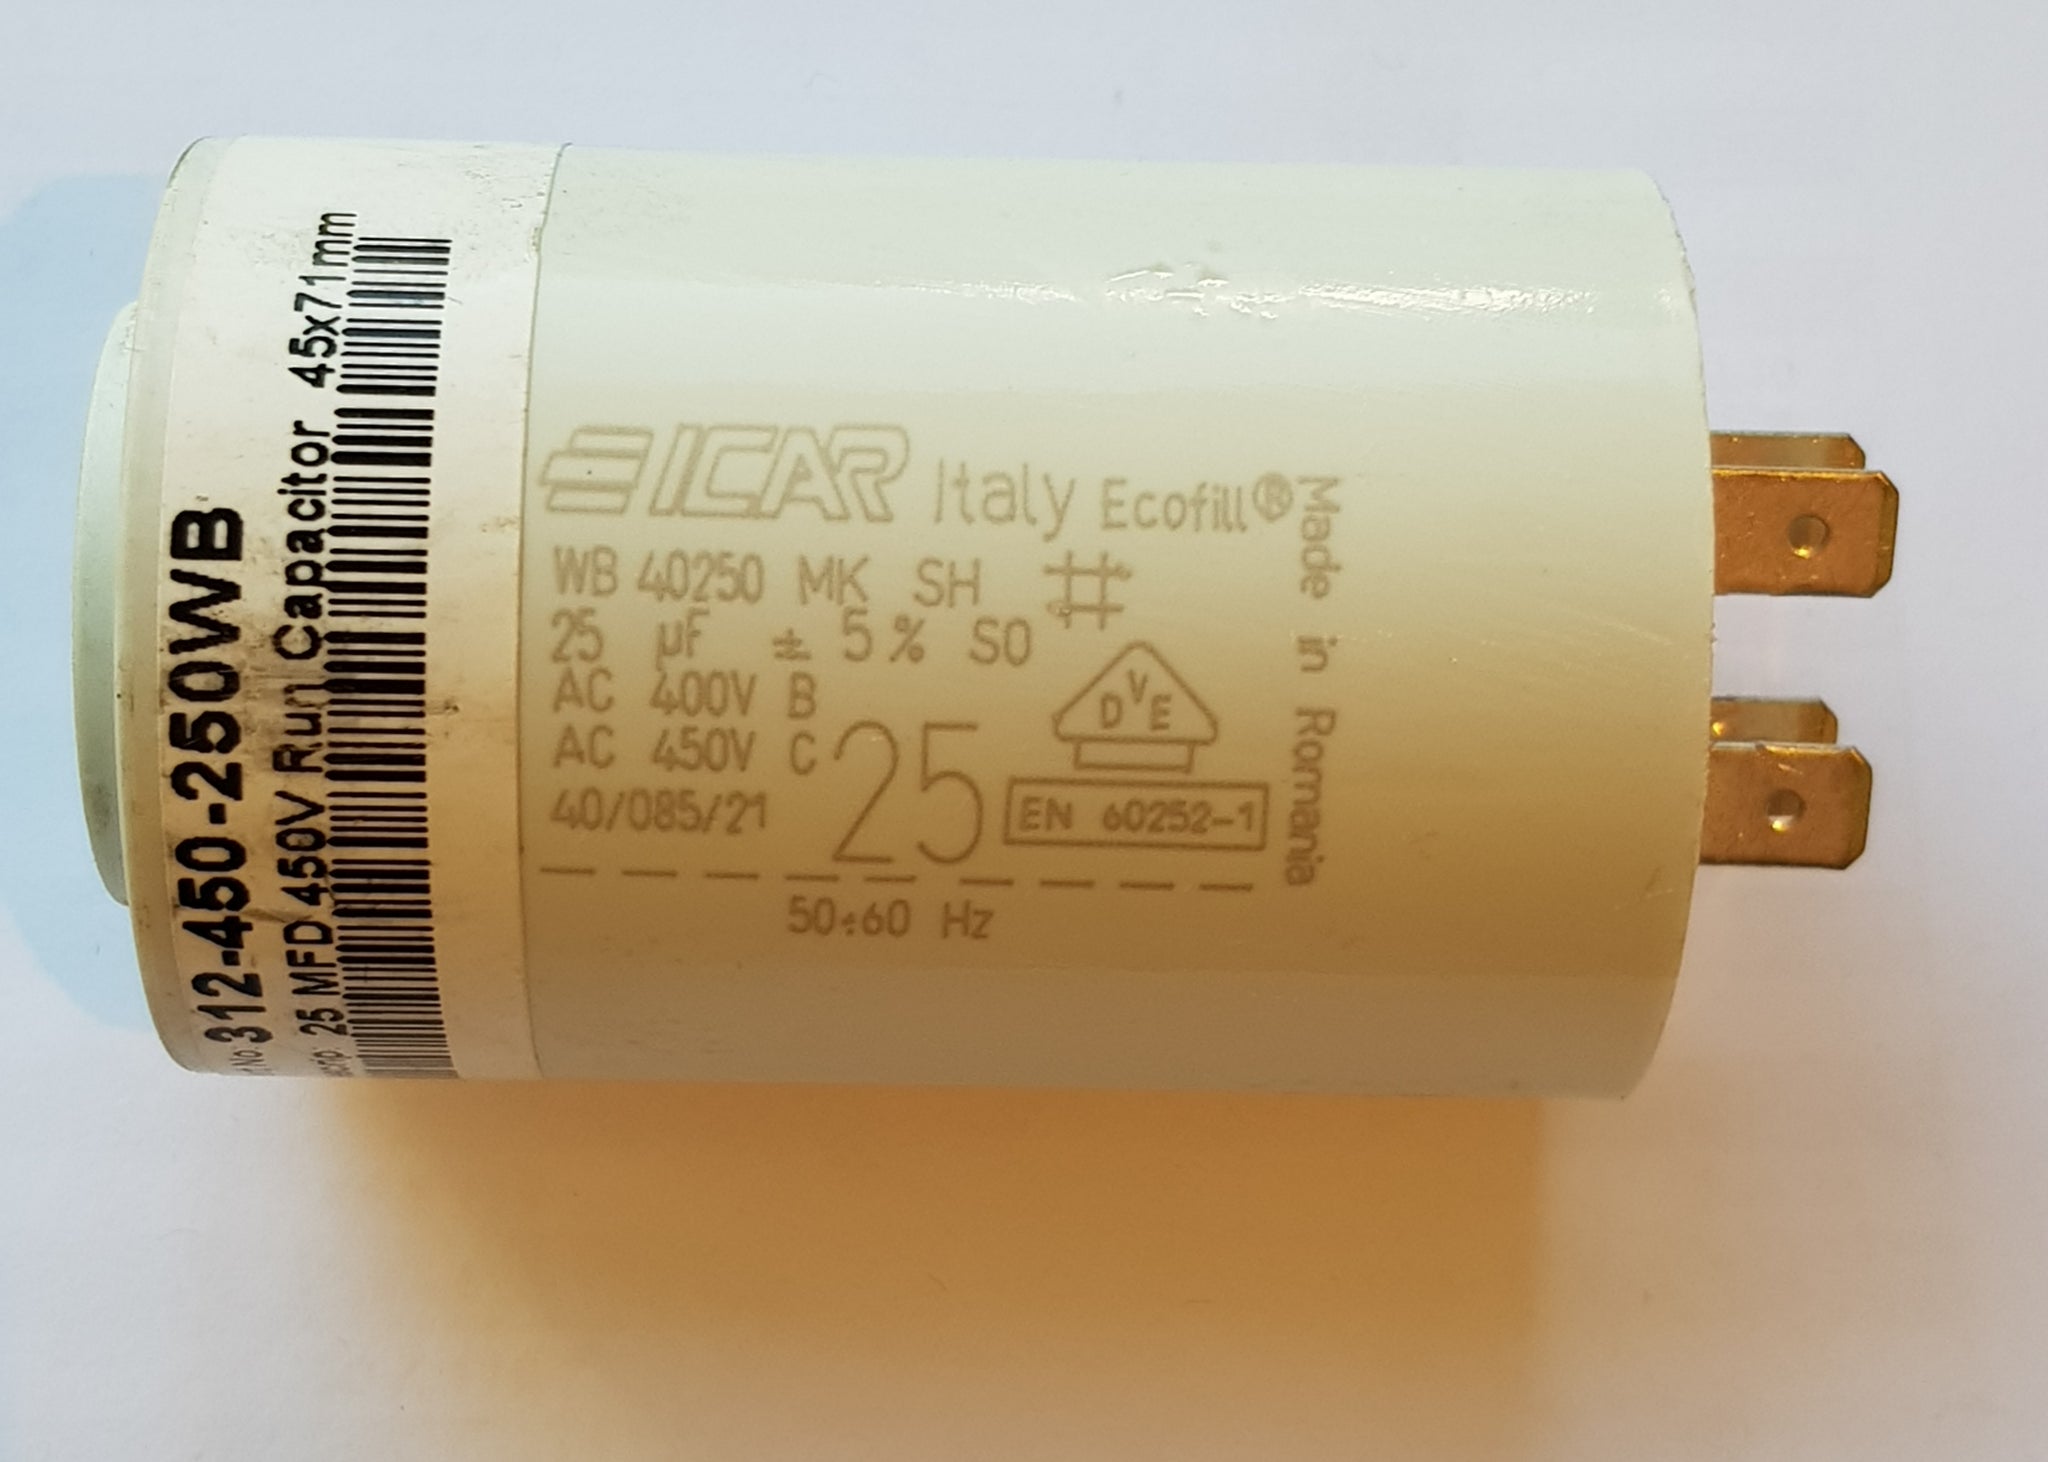 312-450-250WB
25 MFD 450V Run Capacitor 45x71mm
ICAR Italy Ecofill®
WB 40250 MK SH
25 µF ± 5 % S0
AC 400V B
AC 450V C
40/085/21
25
DVE
EN 60252-1
50÷60 Hz
Made in Romania